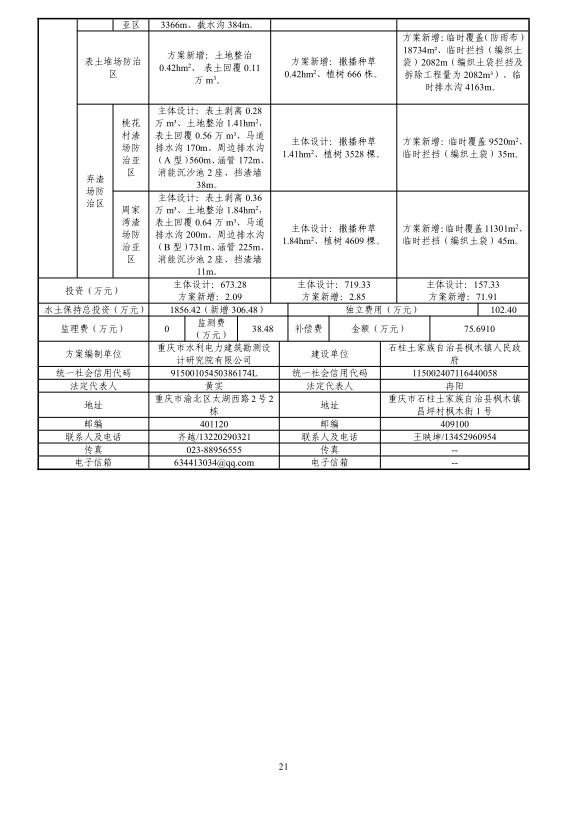 亚区 3366m、截水沟 384m。
表土堆场防治区
方案新增：土地整治
0.42hm²、 表土回覆 0.11
万 m³。
方案新增：撒播种草
0.42hm²、植树 666 株。
方案新增：临时覆盖（防雨布）
18734m²、临时拦挡（编织土
袋）2082m（编织土袋拦挡及
拆除工程量为 2082m³）、临
时排水沟 4163m。
弃渣
场防
治区
桃花
村渣
场防
治亚
区
主体设计：表土剥离 0.28
万 m³、土地整治 1.41hm²，
表土回覆 0.56 万 m³、马道
排水沟 170m、周边排水沟
（A 型）560m、涵管 172m、
消能沉沙池 2 座、挡渣墙
38m。
主体设计：撒播种草
1.41hm²、植树 3528 棵。
方案新增：临时覆盖 9520m²、
临时拦挡（编织土袋）35m。
周家
湾渣
场防
治亚
区
主体设计：表土剥离 0.36
万 m³、土地整治 1.84hm²，
表土回覆 0.64 万 m³、马道
排水沟 200m、周边排水沟
（B 型）731m、涵管 225m、
消能沉沙池 2 座、挡渣墙
11m。
主体设计：撒播种草
1.84hm²、植树 4609 棵。
方案新增：临时覆盖11301m²、
临时拦挡（编织土袋）45m。
投资（万元）
主体设计：673.28
方案新增：2.09
主体设计：719.33
方案新增：2.85
主体设计：157.33
方案新增：71.91
水土保持总投资（万元） 1856.42（新增 306.48） 独立费用（万元） 102.40
监理费（万元） 0 监测费（万元） 38.48 补偿费 金额（万元） 75.6910
方案编制单位
重庆市水利电力建筑勘测设
计研究院有限公司
建设单位
石柱土家族自治县枫木镇人民政
府
统一社会信用代码 91500105450386174L 统一社会信用代码 115002407116440058
法定代表人 黄实 法定代表人 冉阳
地址
重庆市渝北区太湖西路 2 号 2
栋
地址
重庆市石柱土家族自治县枫木镇
昌坪村枫木街 1 号
邮编 401120 邮编 409100
联系人及电话 齐越/13220290321 联系人及电话 王映坤/13452960954
传真 023-88956555 传真 --
电子信箱 634413034@qq.com 电子信箱 --
21